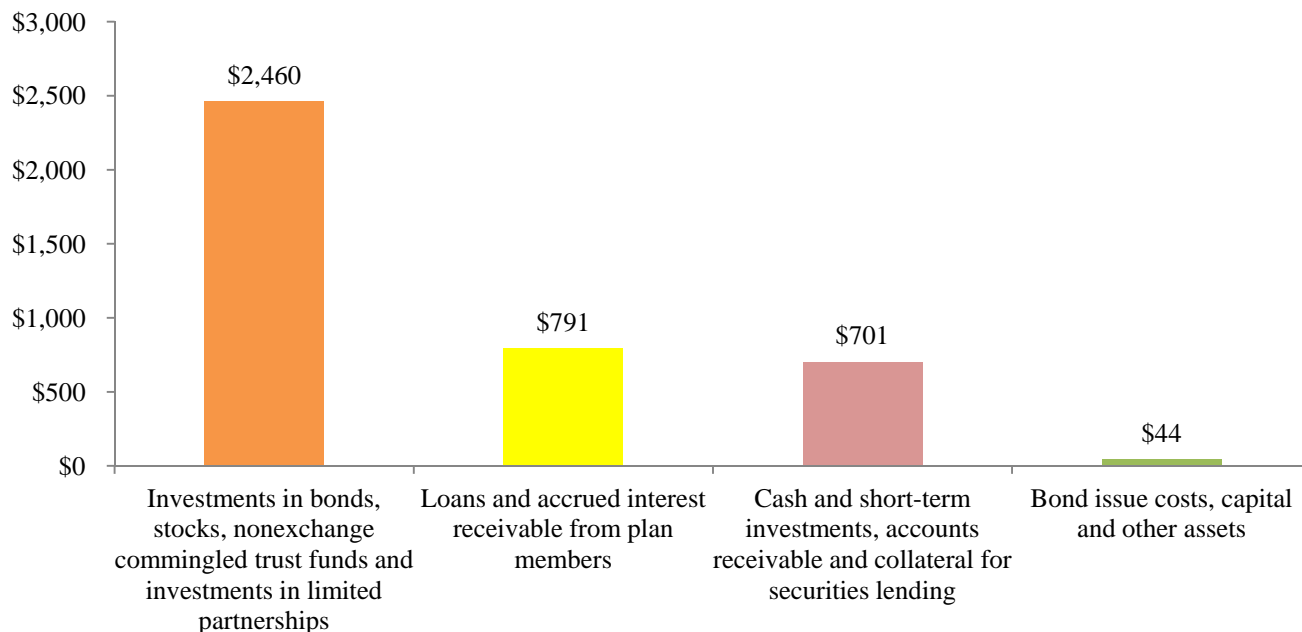 $3,000
$2,500
$2,000
$1,500
$1,000
$500
$0
$2,460
$791
$701
$44
Investments in bonds,
stocks, nonexchange
commingled trust funds and
investments in limited
partnerships
Loans and accrued interest
receivable from plan
members
Cash and short-term
investments, accounts
receivable and collateral for
securities lending
Bond issue costs, capital
and other assets